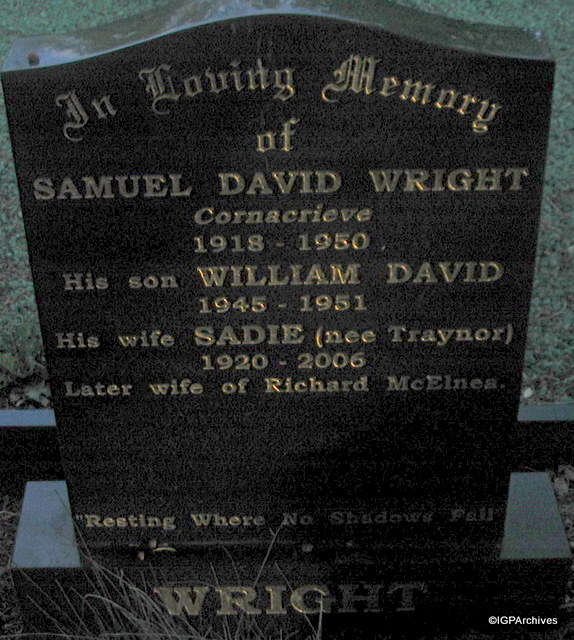 In Loving Memory
of
SAMUEL DAVID WRIGHT
Cornacrieve
1918 - 1950 .
His son WILLIAM DAVID
1945 - 1951
His wife SADIE (nee Traynor)
1920 - 2006
Later wife of Richard McElnea.
"Resting Where No Shadows Fall"
WRIGHT
©IGPArchives